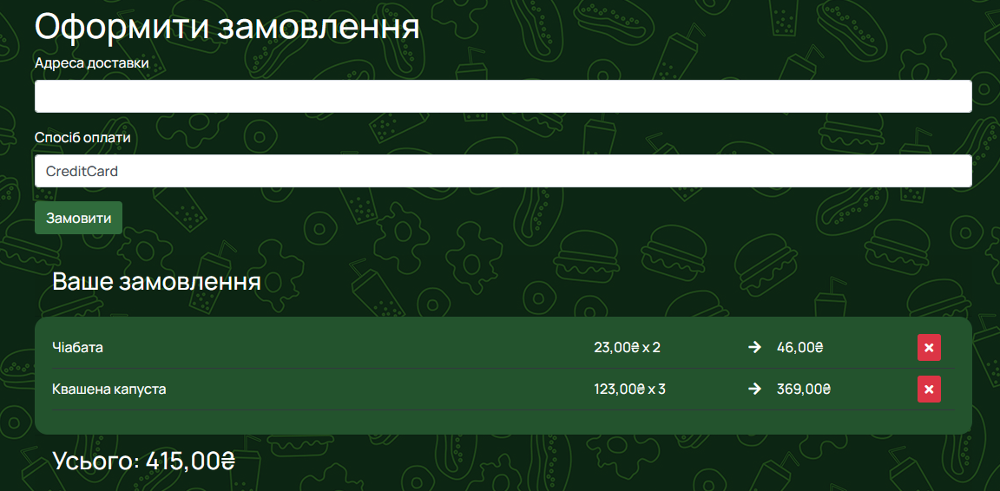 Оформити замовлення
Адреса доставки
Спосіб оплати
CreditCard
Замовити
Ваше замовлення
Чіабата 23,00₴ x 2 → 46,00₴
Квашена капуста 123,00₴ x 3 → 369,00₴
Усього: 415,00₴